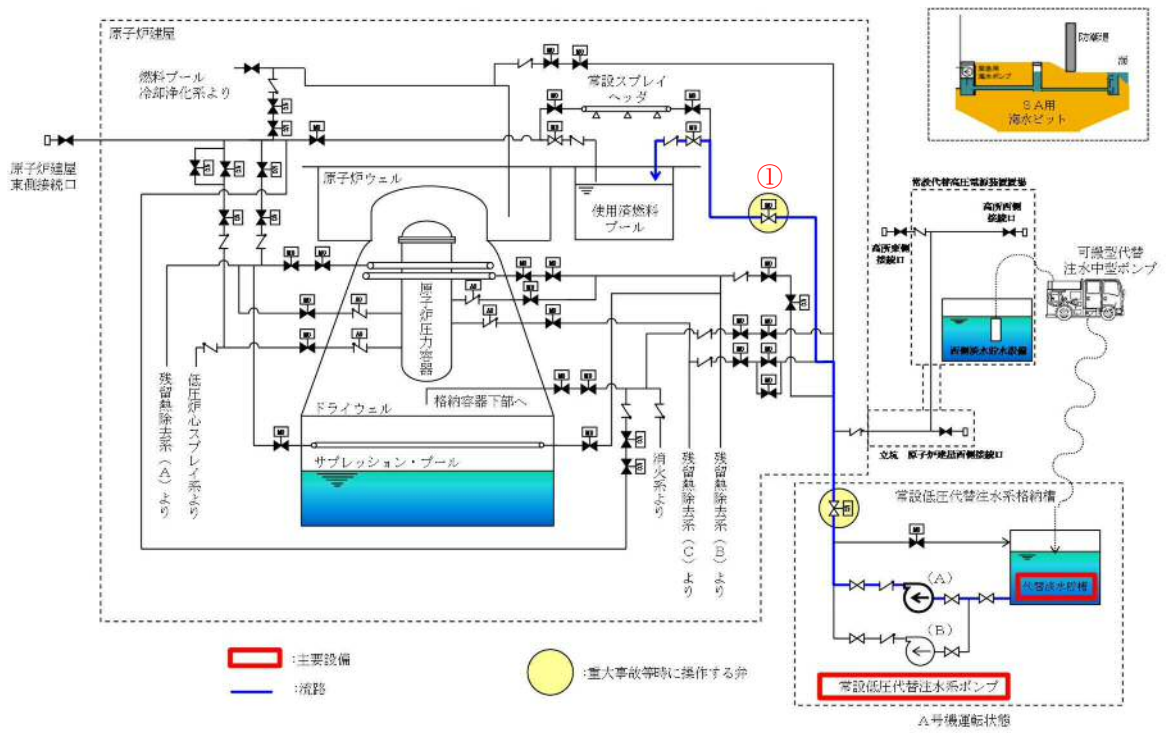 原子炉建屋
燃料プール
冷却浄化系より
常設スプレイ
ヘッダ
原子炉建屋
東側接続口
原子炉ウェル
使用済燃料
プール
①
防潮堤
海
緊急用
海水ポンプ
SA用
海水ピット
常設代替高圧電源装置置場
高所西側
接続口
高所東側
接続口
可搬型代替
注水中型ポンプ
西側淡水貯水設備
原子炉圧力容器
ドライウェル
格納容器下部へ
サプレッション・プール
残留熱除去系(A)より
低圧炉心スプレイ系より
消火系より
残留熱除去系(C)より
残留熱除去系(B)より
立坑 原子炉建屋西側接続口
常設低圧代替注水系格納槽
(A)
代替淡水貯槽
(B)
常設低圧代替注水系ポンプ
A号機運転状態
:主要設備
:流路
:重大事故等時に操作する弁